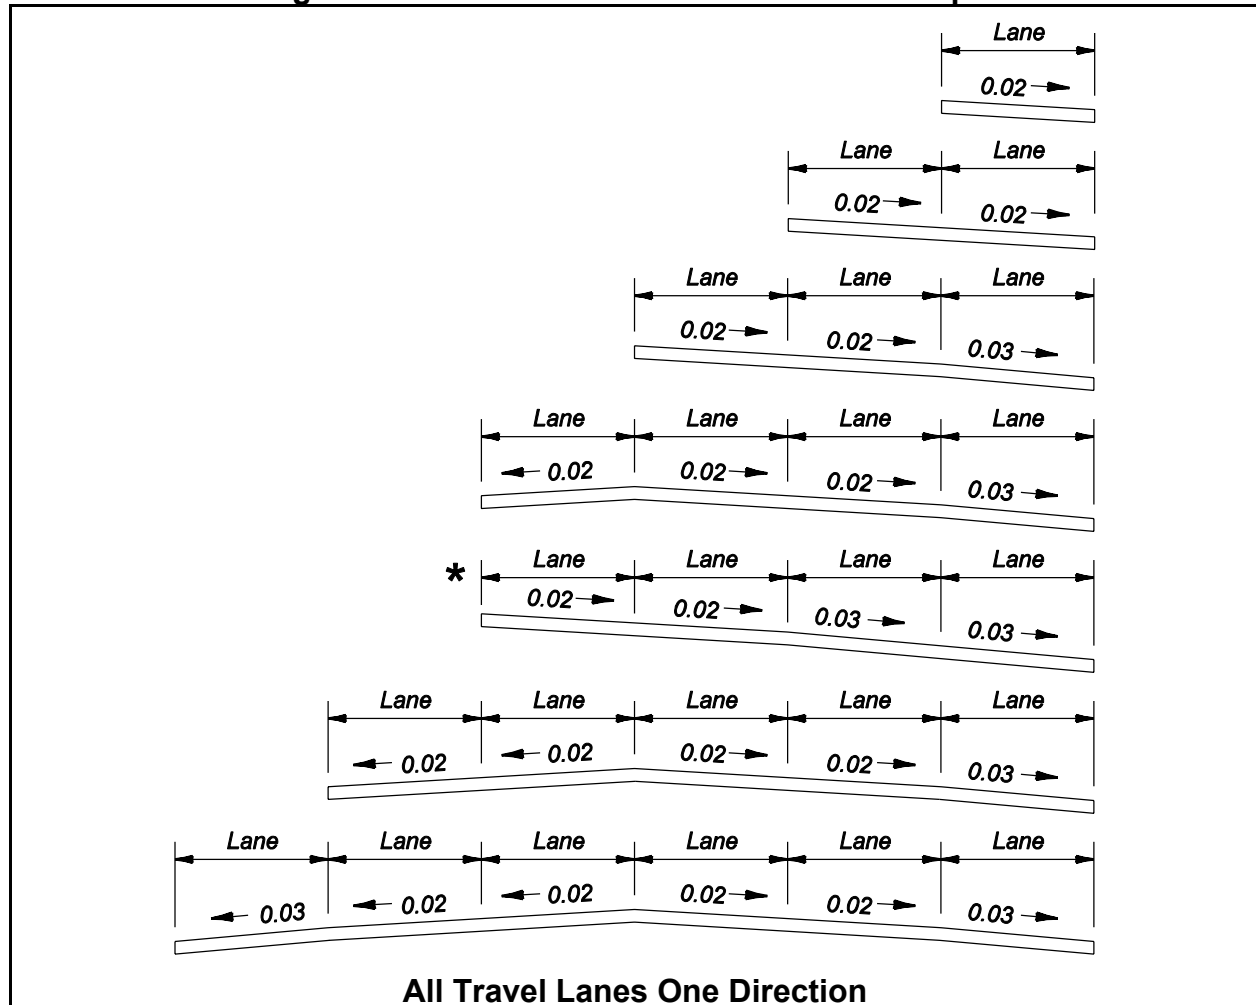 Lane
0.02
Lane Lane
0.02 0.02
Lane Lane Lane
0.02 0.02 0.03
Lane Lane Lane Lane
0.02 0.02 0.02 0.03
* Lane Lane Lane Lane
0.02 0.02 0.03 0.03
Lane Lane Lane Lane Lane
0.02 0.02 0.02 0.02 0.03
Lane Lane Lane Lane Lane Lane
0.03 0.02 0.02 0.02 0.02 0.03
All Travel Lanes One Direction